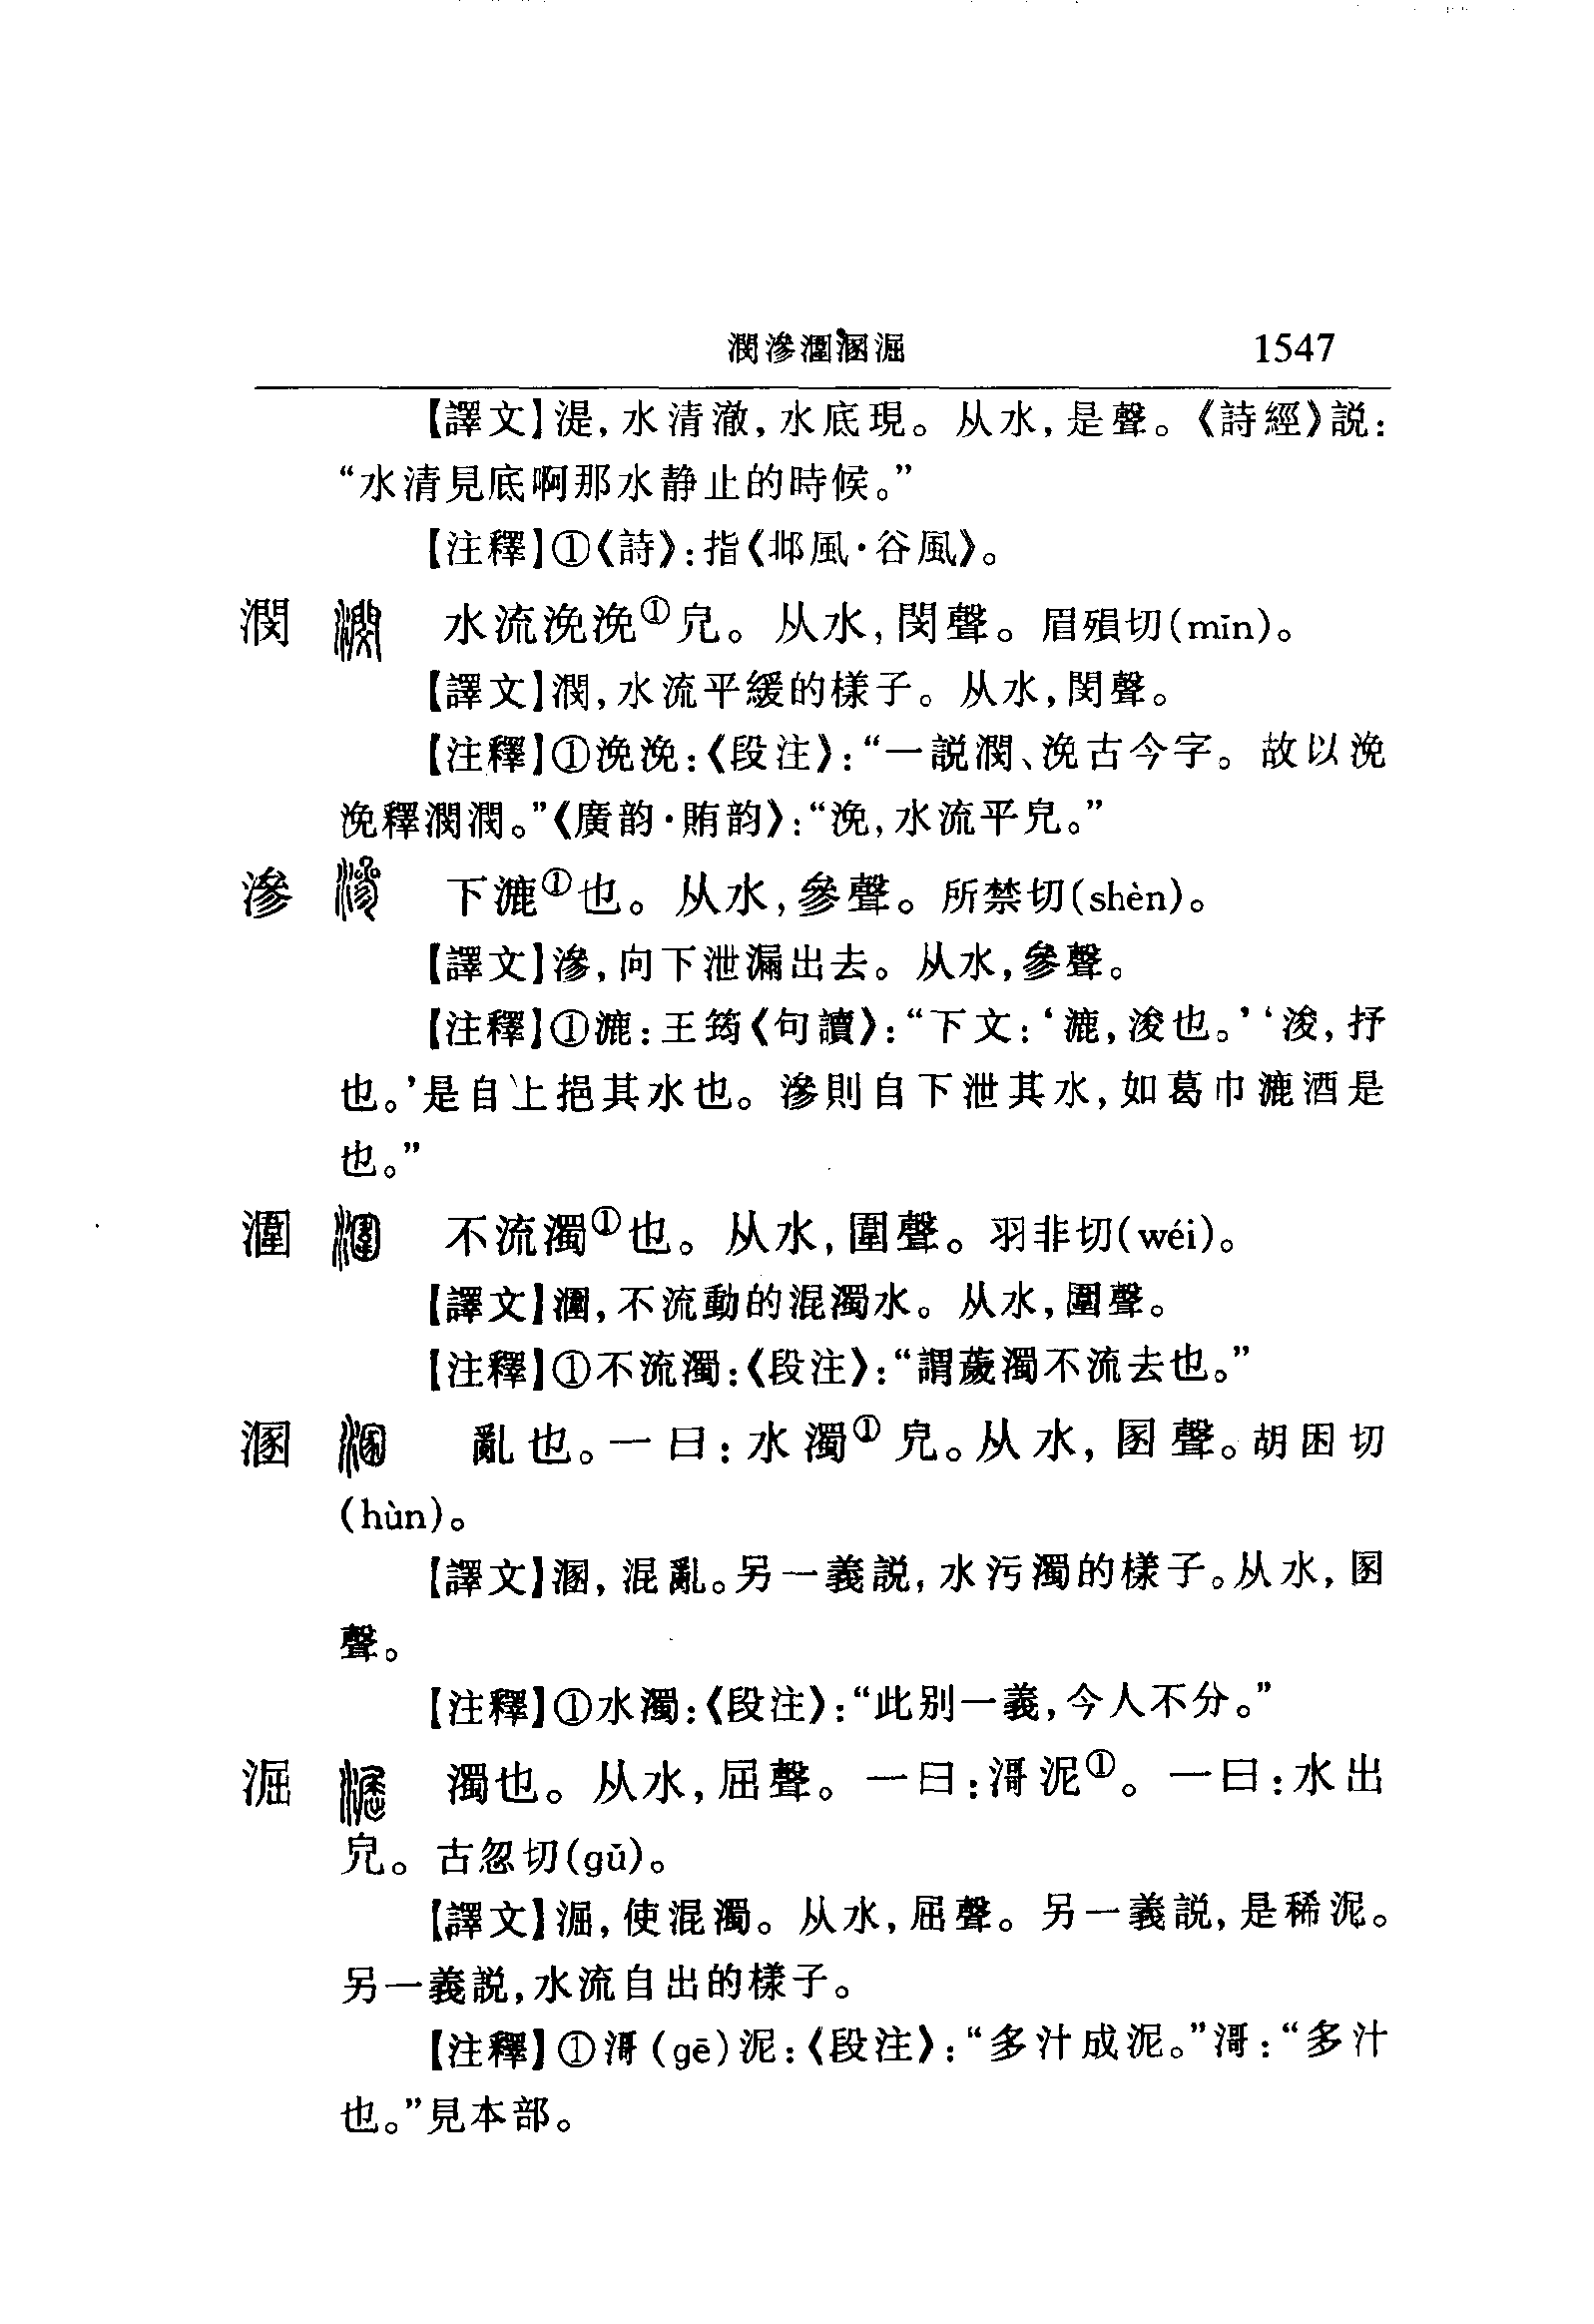 潣滲潿溷淈 1547
【譯文】湜,水清澈,水底現。从水,是聲。《詩經》説:
“水清見底啊那水静止的時候。”
【注釋】①《詩》:指《邶風·谷風》。
潣 水流浼浼①皃。从水,閔聲。眉殞切(mǐn)。
【譯文】潣,水流平緩的樣子。从水,閔聲。
【注釋】①浼浼:《段注》:“一説潣、浼古今字。故以浼
浼釋潣潣。”《廣韵·賄韵》:“浼,水流平皃。”
滲 下漉①也。从水,參聲。所禁切(shèn)。
【譯文】滲,向下泄漏出去。从水,參聲。
【注釋】①漉:王筠《句讀》:“下文:‘漉,浚也。’‘浚,抒
也。’是自上挹其水也。滲則自下泄其水,如葛巾漉酒是
也。”
潿 不流濁①也。从水,圍聲。羽非切(wéi)。
【譯文】潿,不流動的混濁水。从水,圍聲。
【注釋】①不流濁:《段注》:“謂薉濁不流去也。”
溷 亂也。一曰:水濁①皃。从水,圂聲。胡困切
(hùn)。
【譯文】溷,混亂。另一義説,水污濁的樣子。从水,圂
聲。
【注釋】①水濁:《段注》:“此别一義,今人不分。”
淈 濁也。从水,屈聲。一曰:滒泥①。一曰:水出
皃。古忽切(gǔ)。
【譯文】淈,使混濁。从水,屈聲。另一義説,是稀泥。
另一義説,水流自出的樣子。
【注釋】①滒(gē)泥:《段注》:“多汁成泥。”滒:“多汁
也。”見本部。